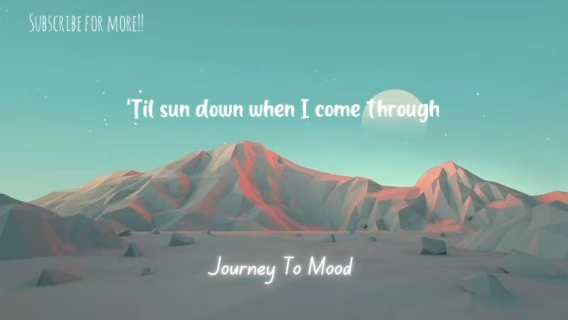 SUBSCRIBE FOR MORE!!
'Til sun down when I come through
Journey To Mood